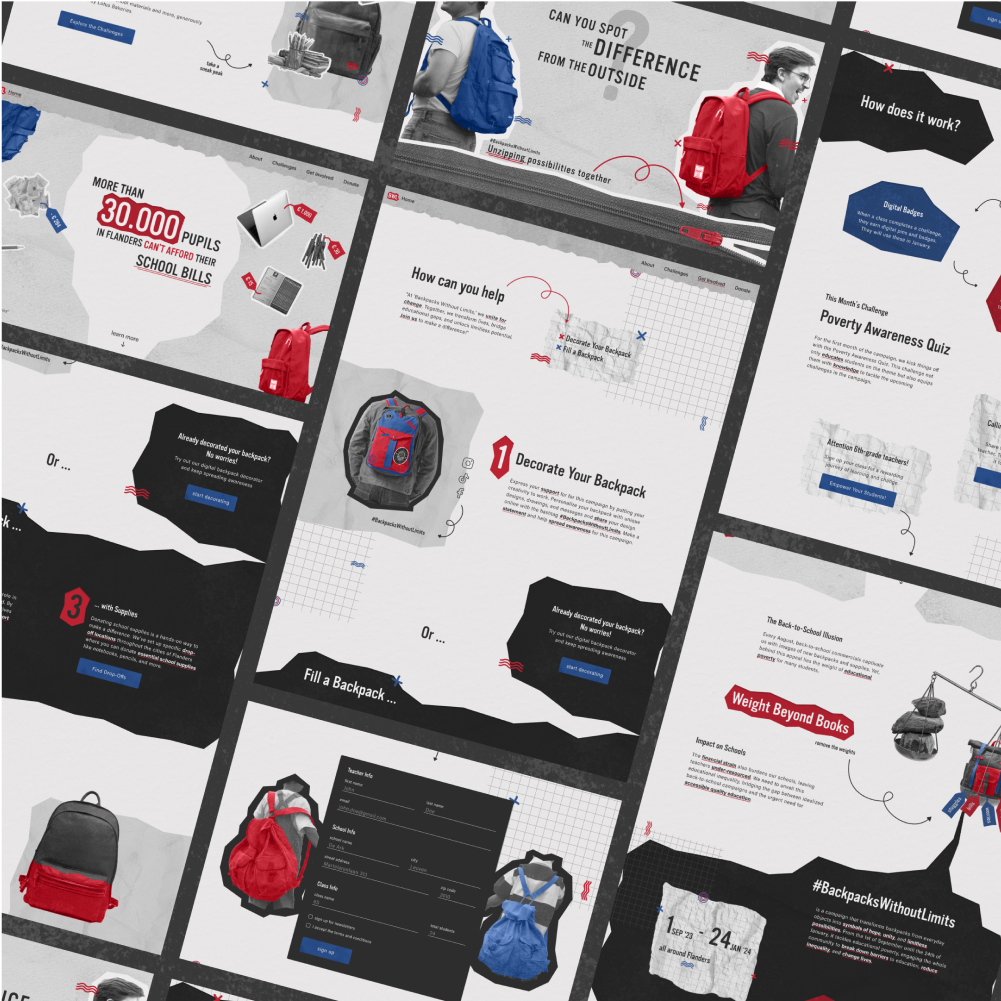 Explore the Challenges
take a
sneak peak
CAN YOU SPOT
THE DIFFERENCE
FROM THE OUTSIDE
?
#BackpacksWithoutLimits
Unzipping possibilities together
sign u
How does it work?
Digital Badges
When a class completes a challenge,
they earn digital pins and badges.
They will use those in January.
This Month's Challenge
Poverty Awareness Quiz
For the first month of the campaign, we kick things off
with the Poverty Awareness Quiz. This challenge not
only educates students on the theme but also equips
them with knowledge to tackle the upcoming
challenges in the campaign.
Attention 6th-grade teachers!
Sign up your class for a rewarding
journey of learning and change.
Empower Your Students!
Home
About
Challenges
Get Involved
Donate
MORE THAN
30.000 PUPILS
IN FLANDERS CAN'T AFFORD THEIR
SCHOOL BILLS
€ 1.000
learn more
Home
About
Challenges
Get Involved
Donate
How can you help
"At 'Backpacks Without Limits,' we unite for
change. Together, we transform lives, bridge
educational gaps, and unlock limitless potential.
Join us to make a difference!"
Decorate Your Backpack
Fill a Backpack
1 Decorate Your Backpack
Express your support for this campaign by putting your
creativity to work. Personalise your backpack with unique
designs, drawings, and messages and share your design
online with the hashtag #BackpacksWithoutLimits. Make a
statement and help spread awareness for this campaign.
#BackpacksWithoutLimits
Or ...
Already decorated your backpack?
No worries!
Try out our digital backpack decorator
and keep spreading awareness
start decorating
Fill a Backpack ...
Or ...
Already decorated your backpack?
No worries!
Try out our digital backpack decorator
and keep spreading awareness
start decorating
3
... with Supplies
Donating school supplies is a hands-on way to
make a difference. We've set up specific drop-
off locations throughout the cities of Flanders
where you can donate essential school supplies
like notebooks, pencils, and more.
Find Drop-Offs
Teacher Info
first name
last name
John
Doe
email
School Info
school name
street address
city
Leuven
zip code
Class Info
class name
total students
sign up for newsletters
I accept the terms and conditions
sign up
The Back-to-School Illusion
Every August, back-to-school commercials captivate
us with images of new backpacks and supplies. Yet,
behind this appeal lies the weight of educational
poverty for many students.
Weight Beyond Books
remove the weights
Impact on Schools
The financial strain also burdens our schools, leaving
teachers under-resourced. We need to unveil this
educational inequality, bridging the gap between idealized
back-to-school campaigns and the urgent need for
accessible quality education.
#BackpacksWithoutLimits
is a campaign that transforms backpacks from everyday
objects into symbols of hope, unity, and limitless
possibilities. From the 1st of September until the 24th of
January, it tackles educational poverty, engaging the whole
community to break down barriers to education, reduce
inequality, and change lives.
1 SEP '23 - 24 JAN '24
all around Flanders